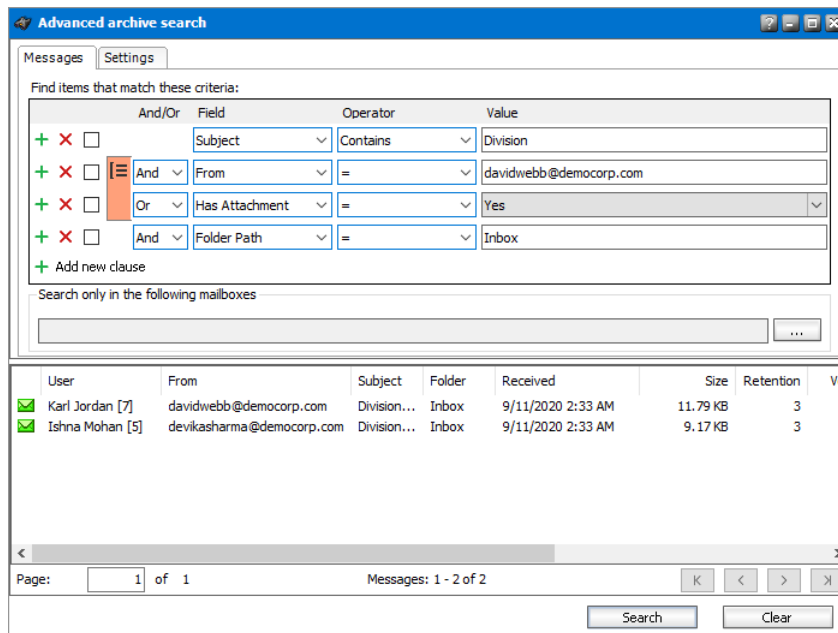 Advanced archive search
Messages Settings
Find items that match these criteria:
And/Or Field Operator Value
Subject Contains Division
And From = davidwebb@democorp.com
Or Has Attachment = Yes
And Folder Path = Inbox
Add new clause
Search only in the following mailboxes
...
User From Subject Folder Received Size Retention V
Karl Jordan [7] davidwebb@democorp.com Division... Inbox 9/11/2020 2:33 AM 11.79 KB 3
Ishna Mohan [5] devikasharma@democorp.com Division... Inbox 9/11/2020 2:33 AM 9.17 KB 3
Page: 1 of 1 Messages: 1 - 2 of 2
Search Clear